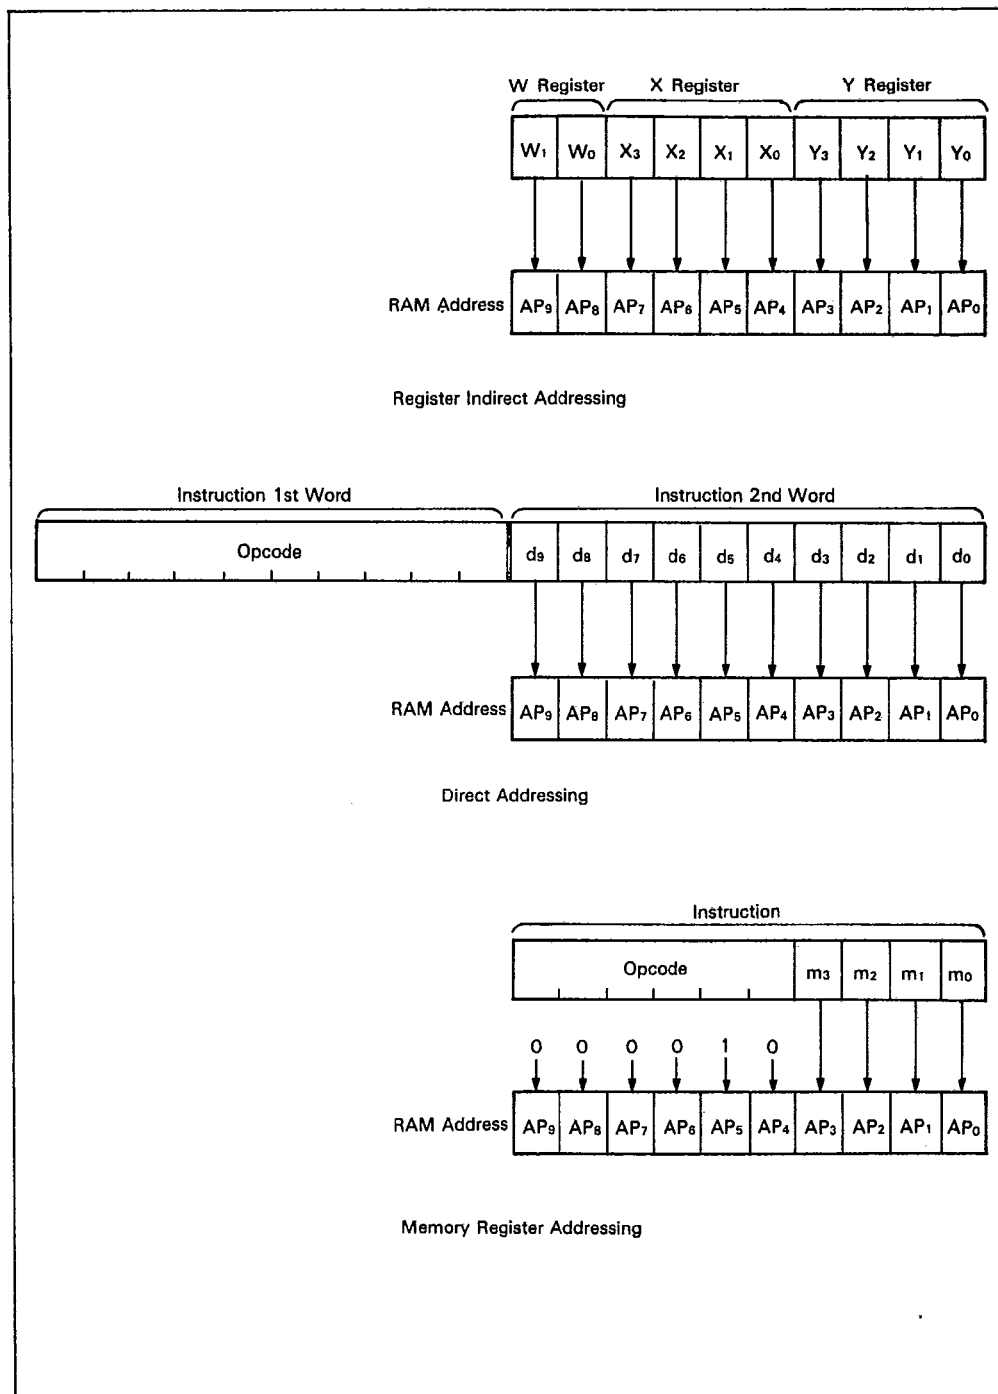 W Register X Register Y Register
W₁ W₀ X₃ X₂ X₁ X₀ Y₃ Y₂ Y₁ Y₀
RAM Address AP₉ AP₈ AP₇ AP₆ AP₅ AP₄ AP₃ AP₂ AP₁ AP₀
Register Indirect Addressing
Instruction 1st Word Instruction 2nd Word
Opcode d₉ d₈ d₇ d₆ d₅ d₄ d₃ d₂ d₁ d₀
RAM Address AP₉ AP₈ AP₇ AP₆ AP₅ AP₄ AP₃ AP₂ AP₁ AP₀
Direct Addressing
Instruction
Opcode m₃ m₂ m₁ m₀
0 0 0 0 1 0
RAM Address AP₉ AP₈ AP₇ AP₆ AP₅ AP₄ AP₃ AP₂ AP₁ AP₀
Memory Register Addressing